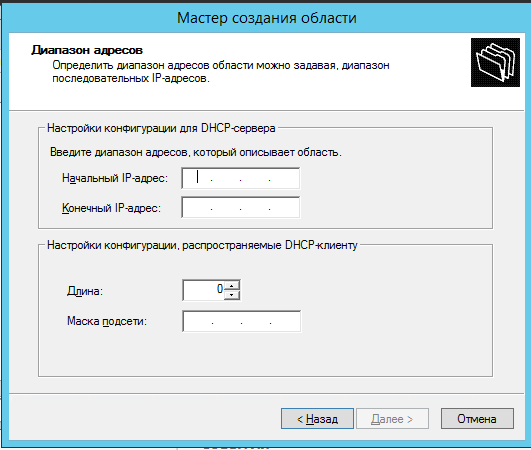 Мастер создания области
Диапазон адресов
Определить диапазон адресов области можно задавая, диапазон
последовательных IP-адресов.
Настройки конфигурации для DHCP-сервера
Введите диапазон адресов, который описывает область.
Начальный IP-адрес: . . .
Конечный IP-адрес: . . .
Настройки конфигурации, распространяемые DHCP-клиенту
Длина: 0
Маска подсети: . . .
< Назад Далее > Отмена